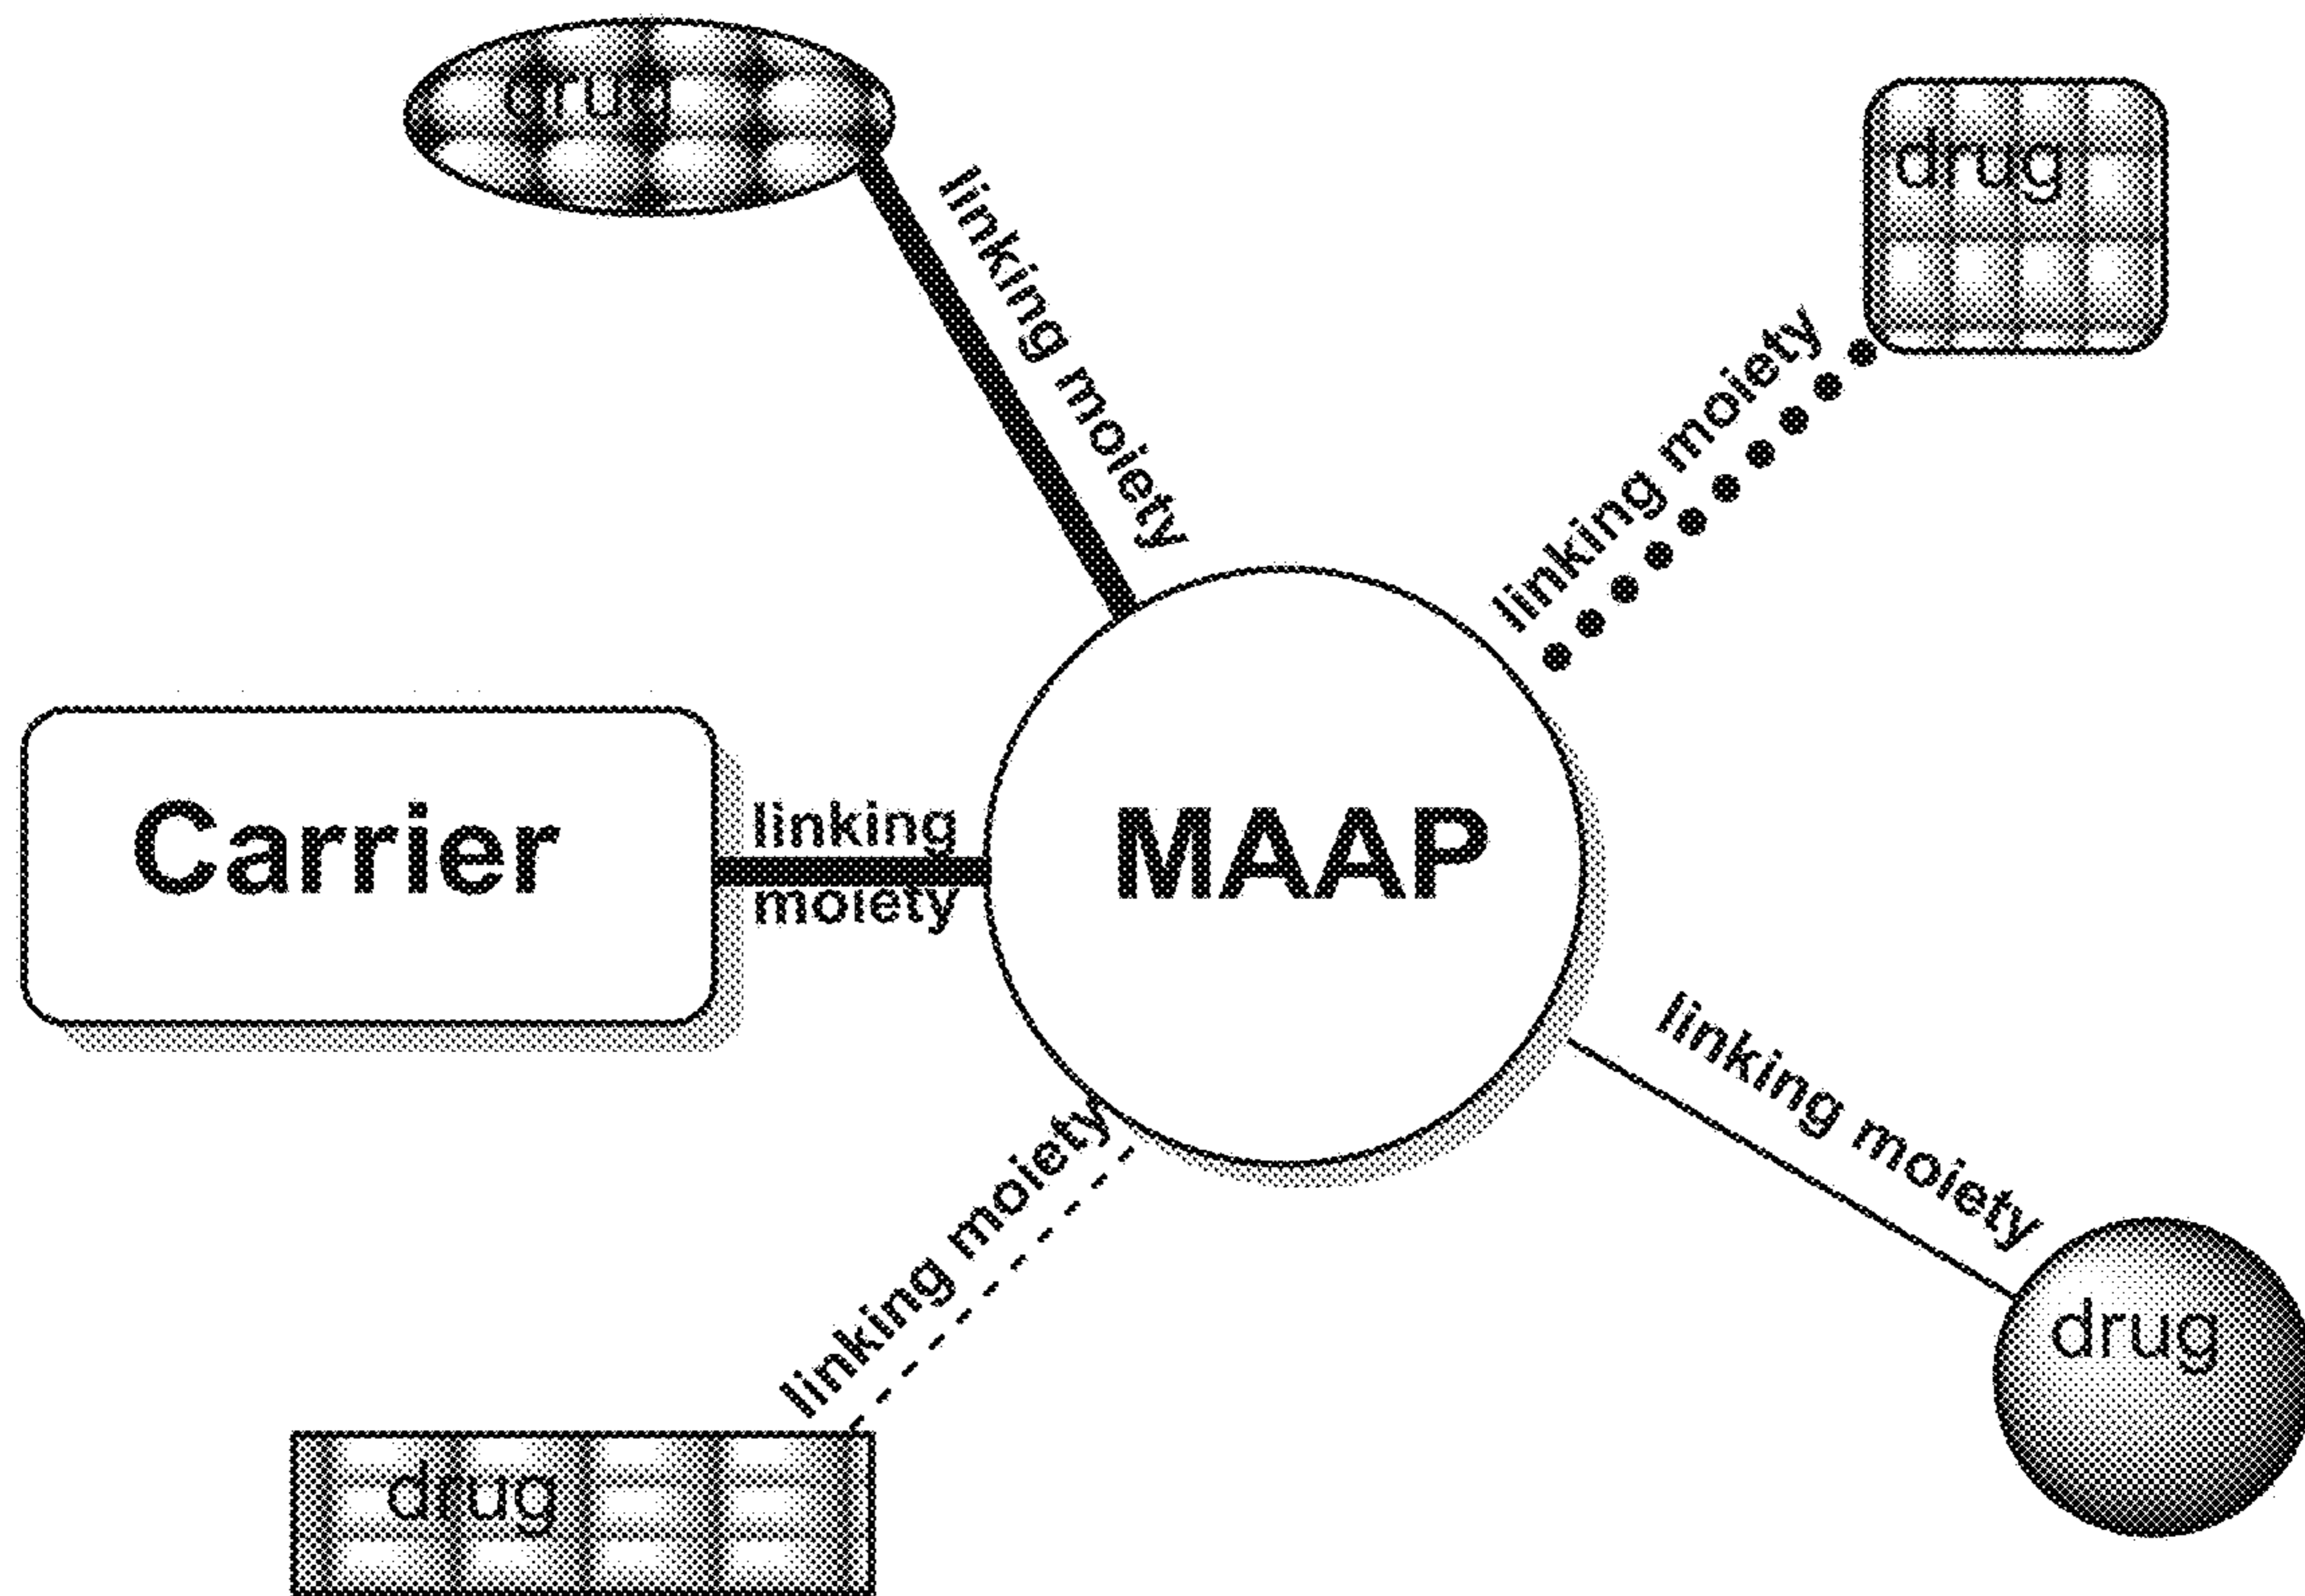 drug
drug
linking moiety
linking moiety
Carrier
linking
moiety
MAAP
linking moiety
linking moiety
drug
drug